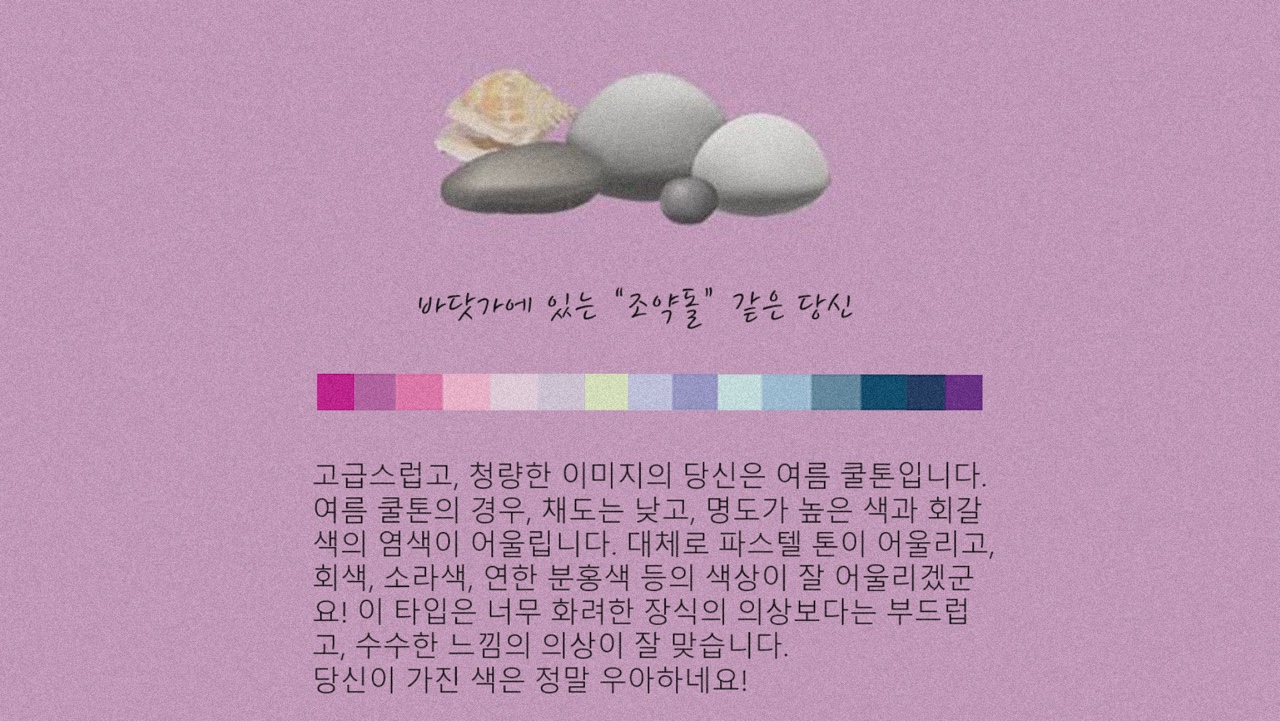 바닷가에 있는 "조약돌" 같은 당신
고급스럽고, 청량한 이미지의 당신은 여름 쿨톤입니다.
여름 쿨톤의 경우, 채도는 낮고, 명도가 높은 색과 회갈
색의 염색이 어울립니다. 대체로 파스텔 톤이 어울리고,
회색, 소라색, 연한 분홍색 등의 색상이 잘 어울리겠군
요! 이 타입은 너무 화려한 장식의 의상보다는 부드럽
고, 수수한 느낌의 의상이 잘 맞습니다.
당신이 가진 색은 정말 우아하네요!